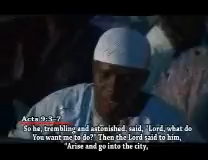 Acts 9:3-7
So he, trembling and astonished, said, "Lord, what do
You want me to do?" Then the Lord said to him,
"Arise and go into the city,